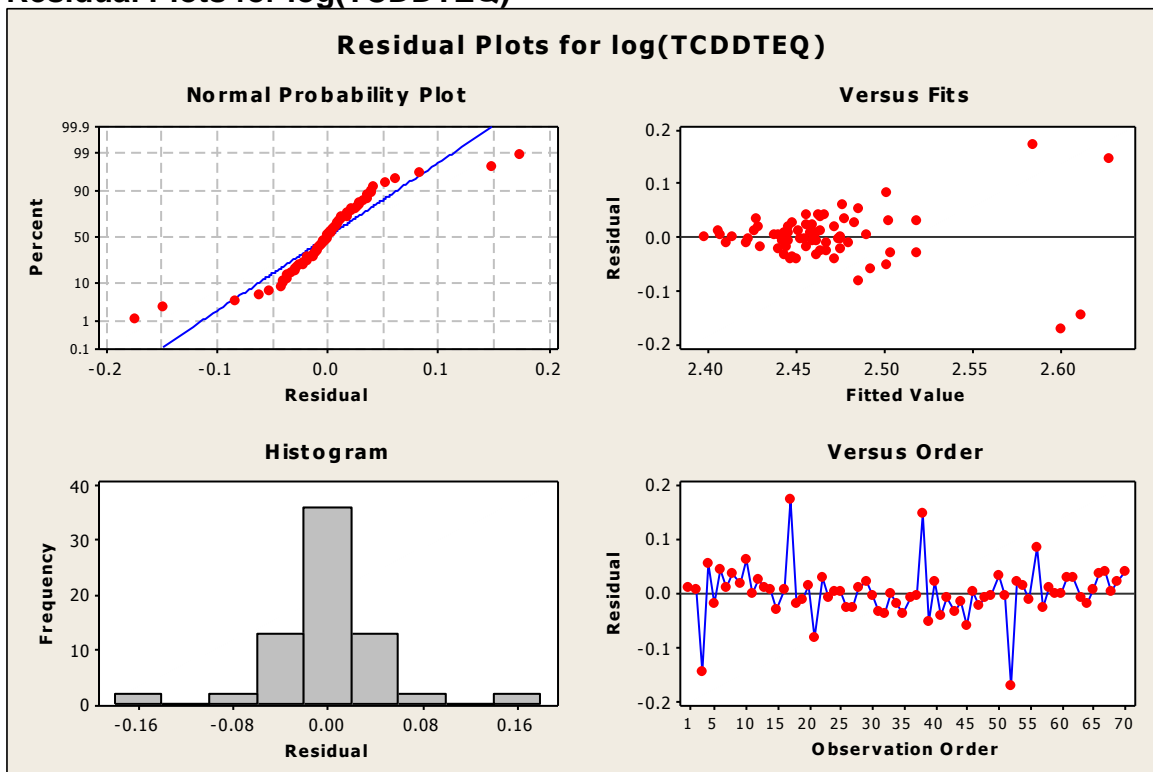 Residual Plots for log(TCDDTEQ)
Residual Plots for log(TCDDTEQ)
Normal Probability Plot
99.9
99
90
50
10
1
0.1
Percent
-0.2 -0.1 0.0 0.1 0.2
Residual
Versus Fits
0.2
0.1
0.0
-0.1
-0.2
Residual
2.40 2.45 2.50 2.55 2.60
Fitted Value
Histogram
40
30
20
10
0
Frequency
-0.16 -0.08 0.00 0.08 0.16
Residual
Versus Order
0.2
0.1
0.0
-0.1
-0.2
Residual
1 5 10 15 20 25 30 35 40 45 50 55 60 65 70
Observation Order